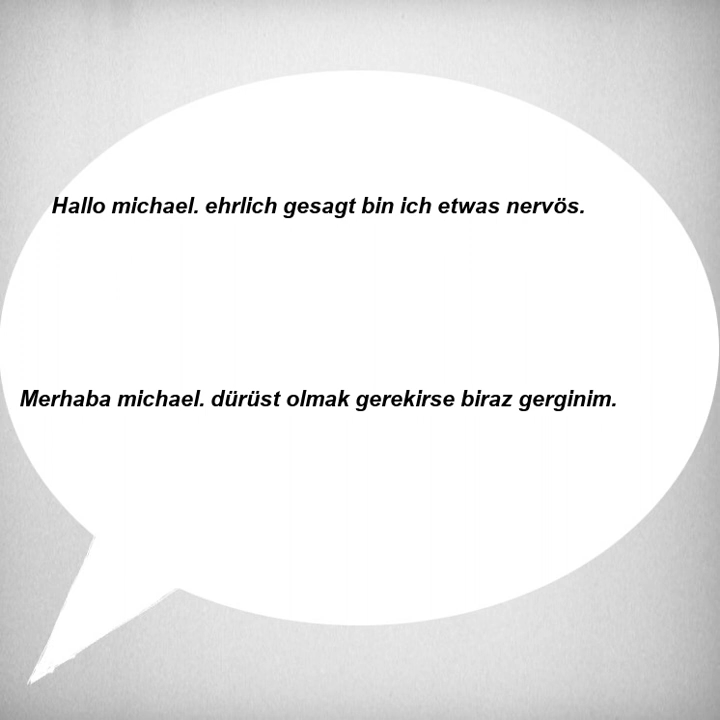 Hallo michael. ehrlich gesagt bin ich etwas nervös.
Merhaba michael. dürüst olmak gerekirse biraz gerginim.